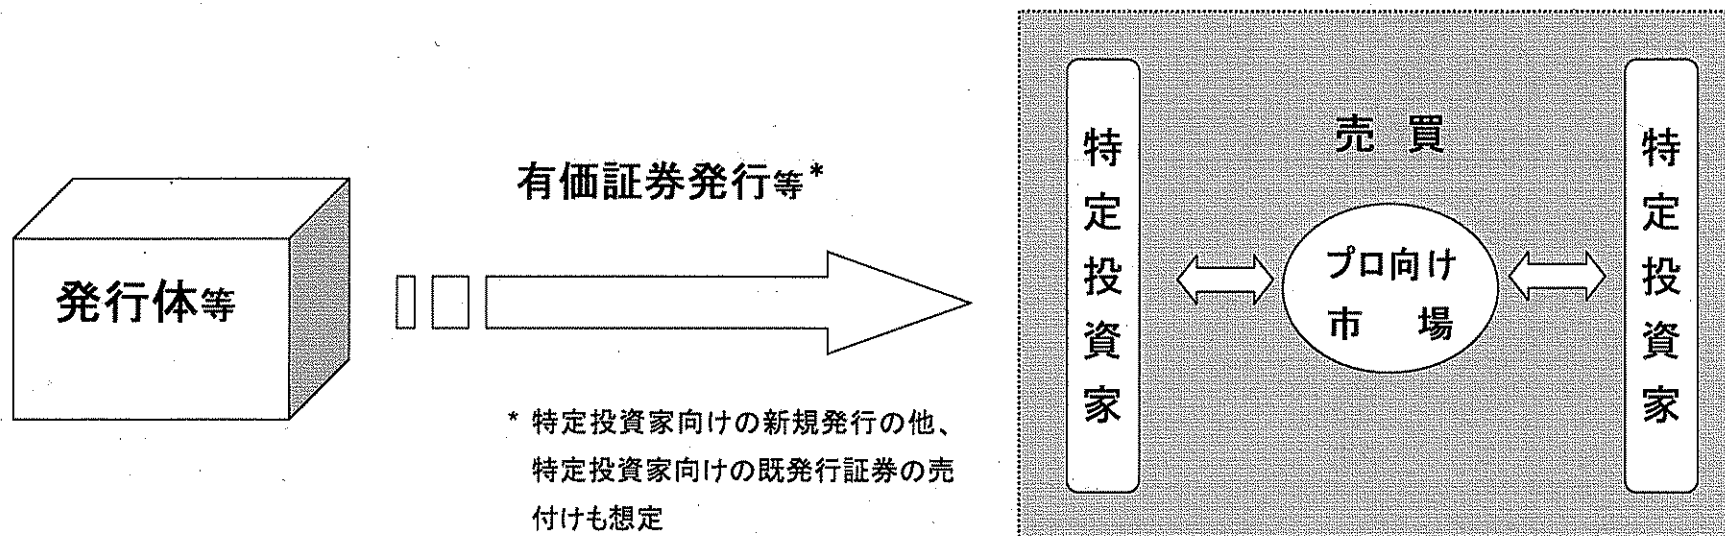 発行体等
有価証券発行等*
* 特定投資家向けの新規発行の他、
特定投資家向けの既発行証券の売
付けも想定
特定投資家
売 買
プロ向け
市 場
特定投資家